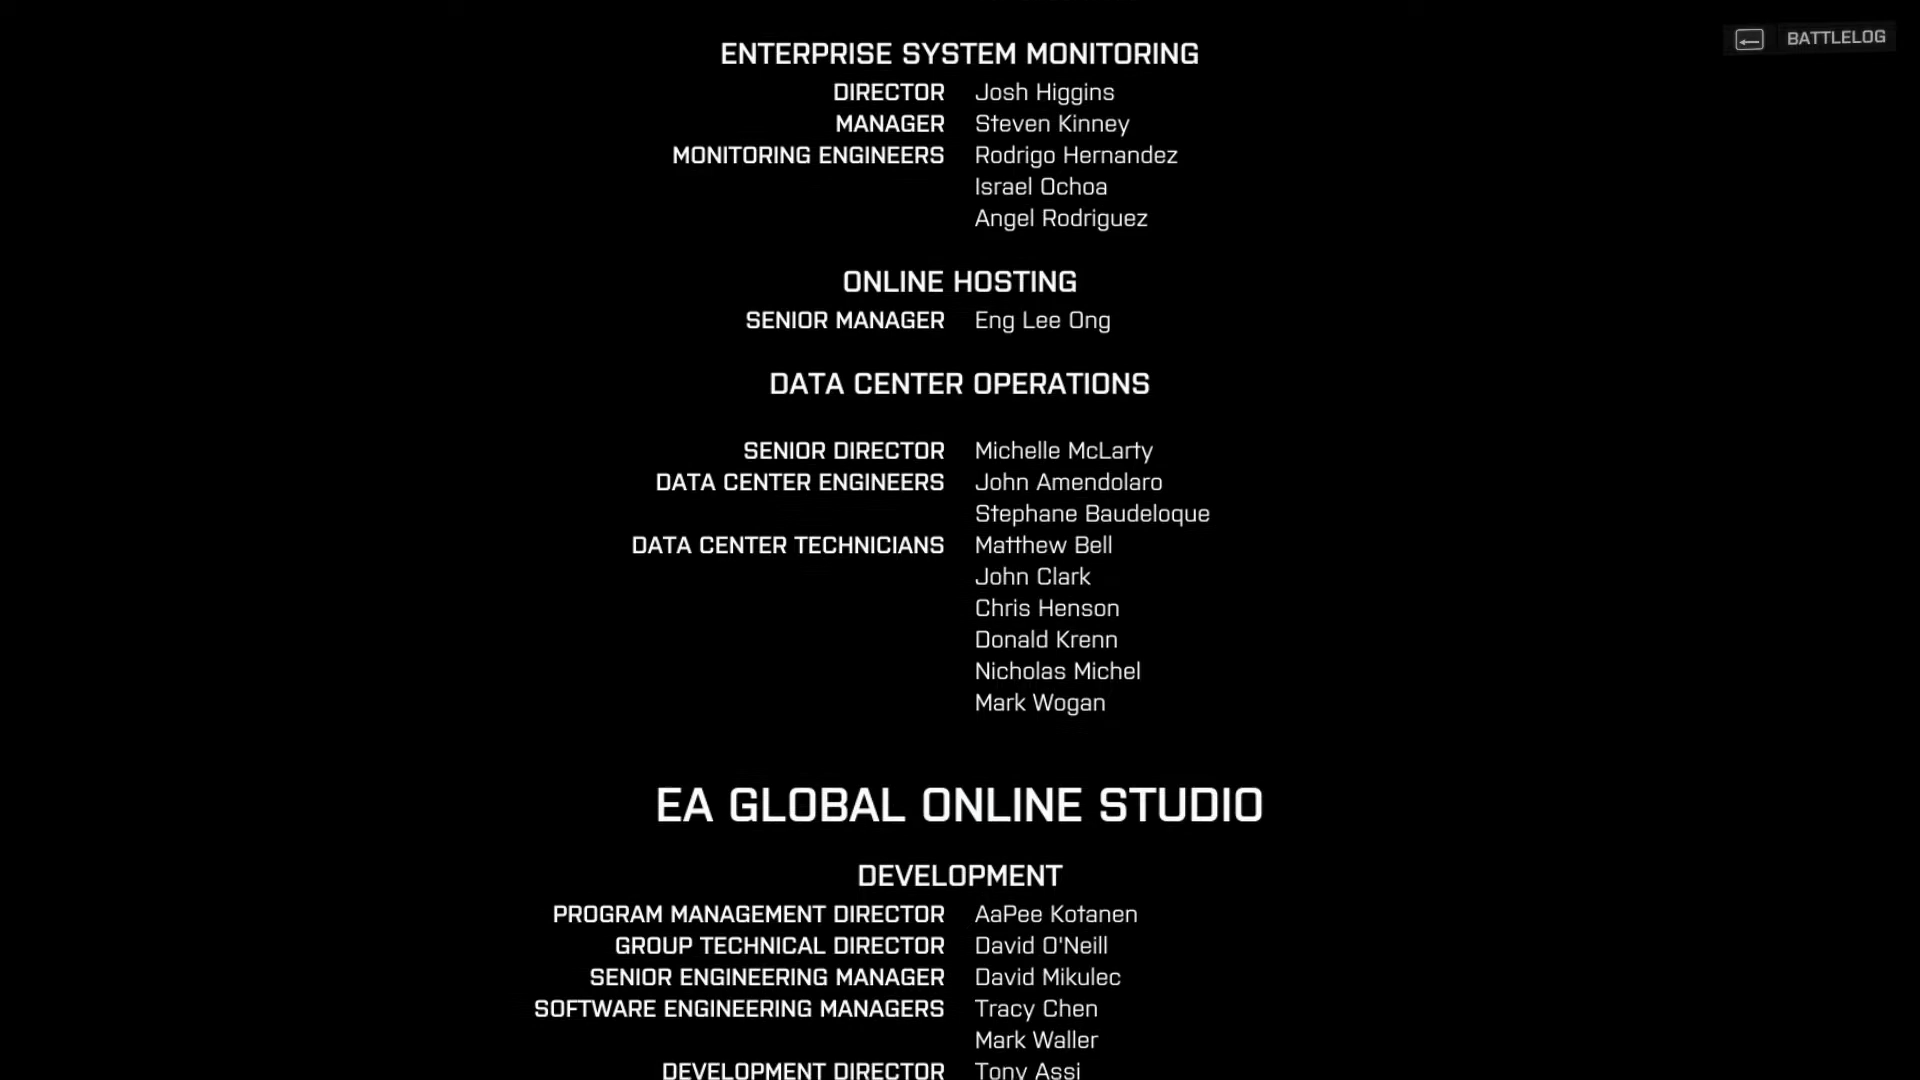 BATTLELOG
ENTERPRISE SYSTEM MONITORING
DIRECTOR Josh Higgins
MANAGER Steven Kinney
MONITORING ENGINEERS Rodrigo Hernandez
Israel Ochoa
Angel Rodriguez
ONLINE HOSTING
SENIOR MANAGER Eng Lee Ong
DATA CENTER OPERATIONS
SENIOR DIRECTOR Michelle McLarty
DATA CENTER ENGINEERS John Amendolaro
Stephane Baudeloque
DATA CENTER TECHNICIANS Matthew Bell
John Clark
Chris Henson
Donald Krenn
Nicholas Michel
Mark Wogan
EA GLOBAL ONLINE STUDIO
DEVELOPMENT
PROGRAM MANAGEMENT DIRECTOR AaPee Kotanen
GROUP TECHNICAL DIRECTOR David O'Neill
SENIOR ENGINEERING MANAGER David Mikulec
SOFTWARE ENGINEERING MANAGERS Tracy Chen
Mark Waller
DEVELOPMENT DIRECTOR Tony Assi